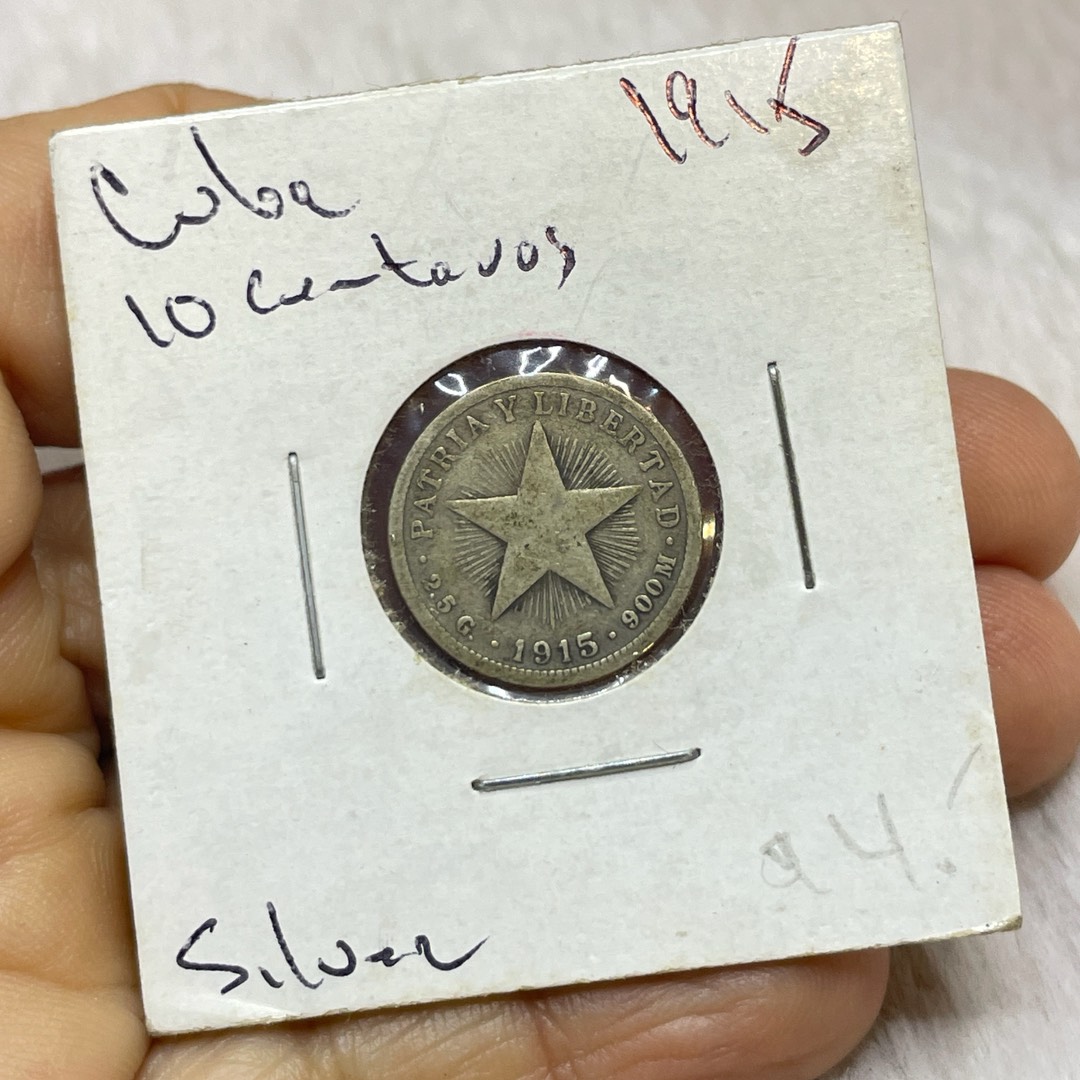 1915
Cuba
10 Centavos
PATRIA Y LIBERTAD
2.5 G. · 1915 · 900M
Silver